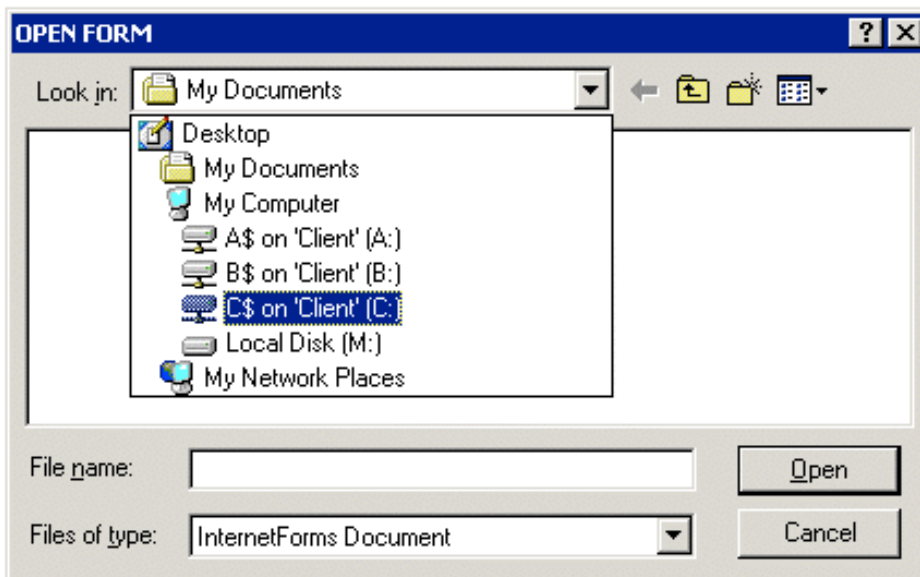 OPEN FORM
Look in: My Documents
Desktop
My Documents
My Computer
A$ on 'Client' (A:)
B$ on 'Client' (B:)
C$ on 'Client' (C:)
Local Disk (M:)
My Network Places
File name: Open
Files of type: InternetForms Document Cancel